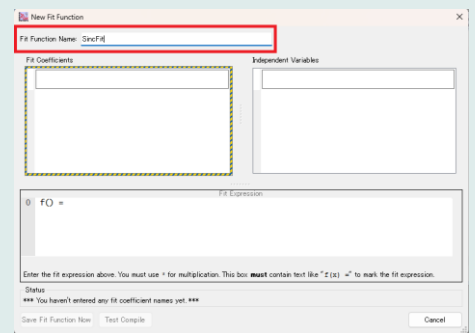 New Fit Function
Fit Function Name: SincFit
Fit Coefficients
Independent Variables
Fit Expression
0 f() =
Enter the fit expression above. You must use * for multiplication. This box must contain text like "f(x) =" to mark the fit expression.
Status
*** You haven't entered any fit coefficient names yet. ***
Save Fit Function Now Test Compile Cancel